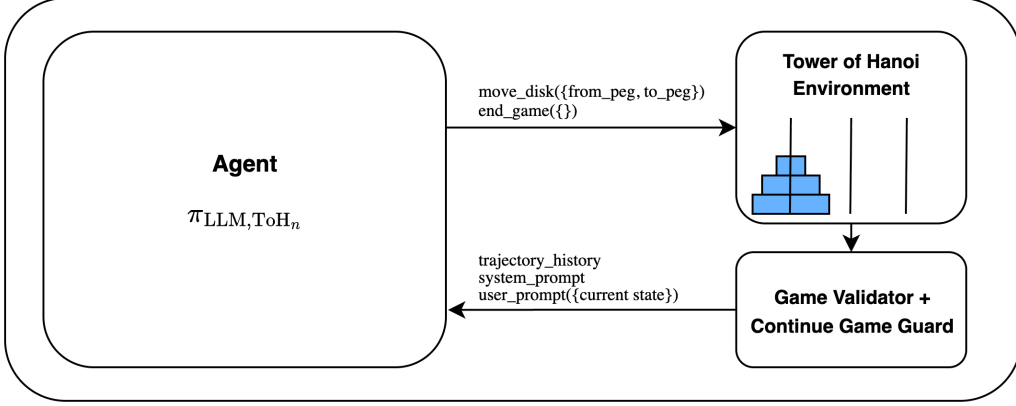 Agent
π_LLM,ToH_n
move_disk({from_peg, to_peg})
end_game({})
Tower of Hanoi
Environment
trajectory_history
system_prompt
user_prompt({current state})
Game Validator +
Continue Game Guard